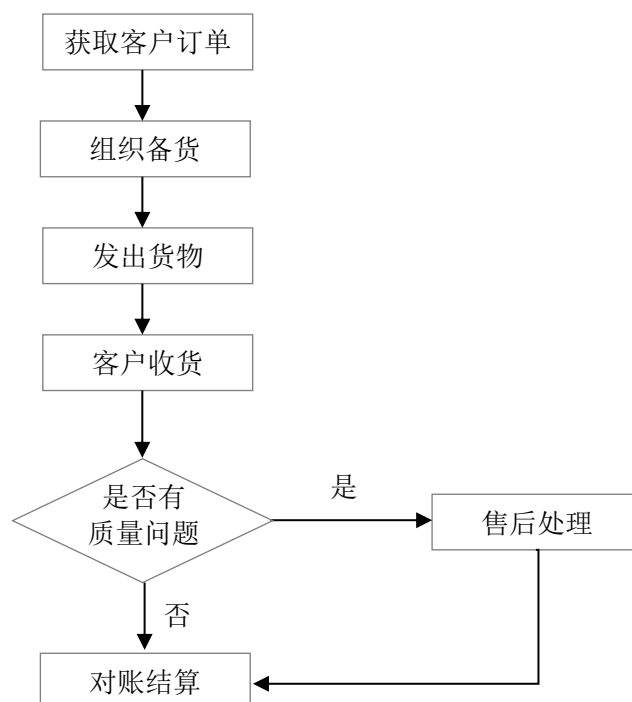 获取客户订单
组织备货
发出货物
客户收货
是否有
质量问题
是
售后处理
否
对账结算